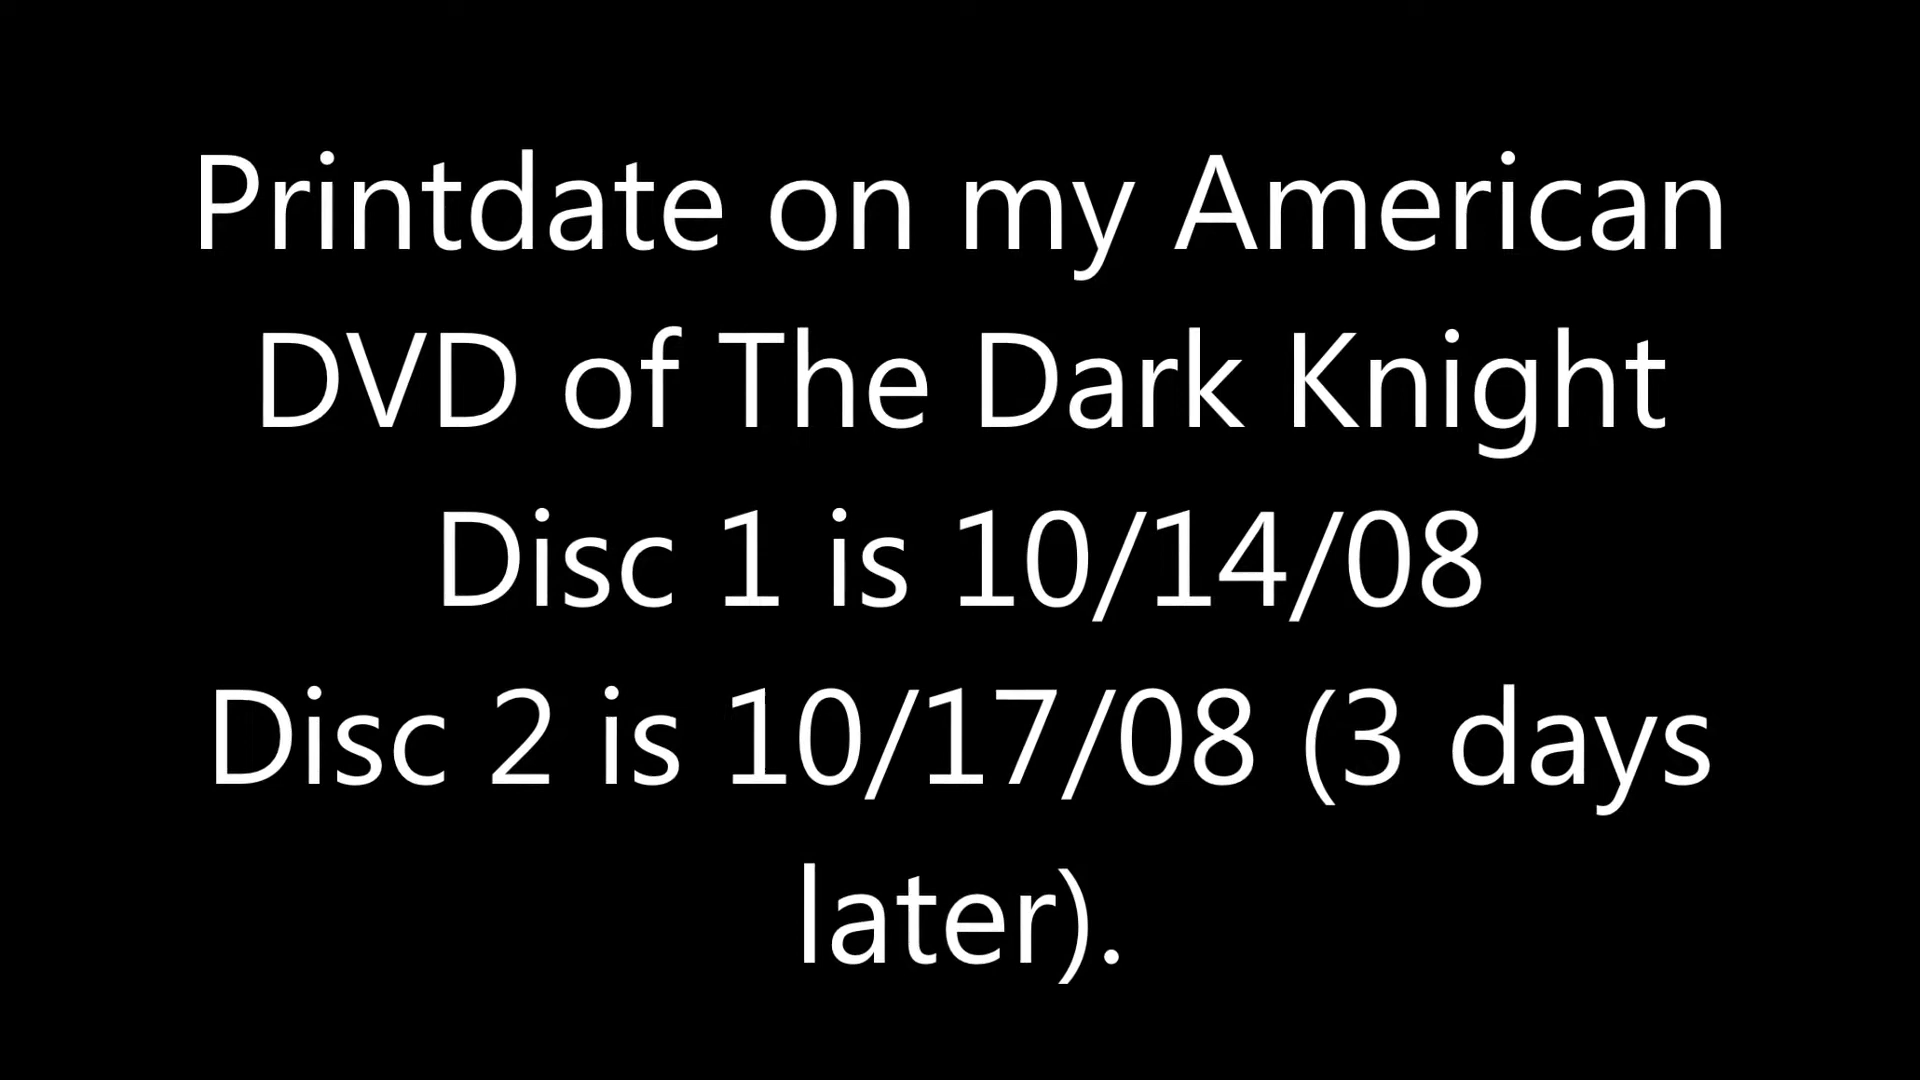 Printdate on my American
DVD of The Dark Knight
Disc 1 is 10/14/08
Disc 2 is 10/17/08 (3 days
later).